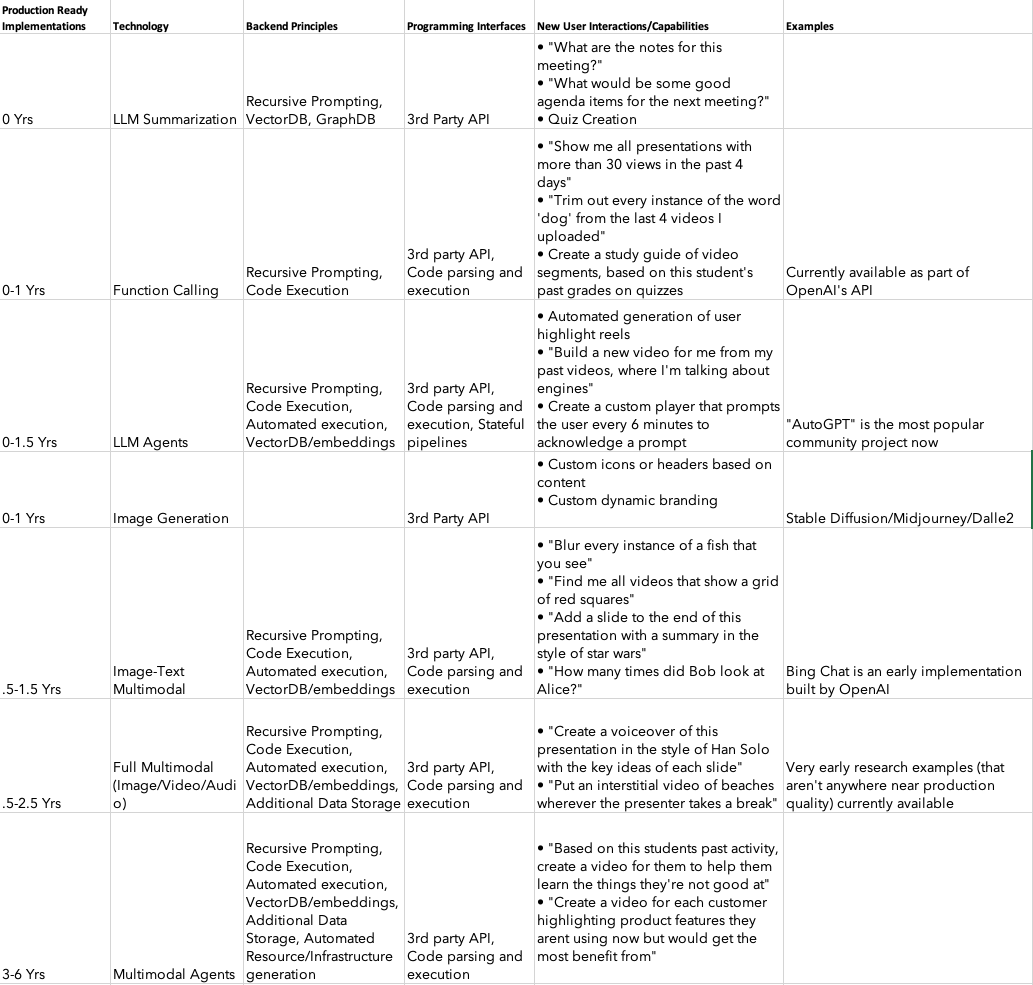 Production Ready
Implementations
Technology
Backend Principles
Programming Interfaces
New User Interactions/Capabilities
Examples
0 Yrs
LLM Summarization
Recursive Prompting,
VectorDB, GraphDB
3rd Party API
• "What are the notes for this
meeting?"
• "What would be some good
agenda items for the next meeting?"
• Quiz Creation
0-1 Yrs
Function Calling
Recursive Prompting,
Code Execution
3rd party API,
Code parsing and
execution
• "Show me all presentations with
more than 30 views in the past 4
days"
• "Trim out every instance of the word
'dog' from the last 4 videos I
uploaded"
• Create a study guide of video
segments, based on this student's
past grades on quizzes
Currently available as part of
OpenAI's API
0-1.5 Yrs
LLM Agents
Recursive Prompting,
Code Execution,
Automated execution,
VectorDB/embeddings
3rd party API,
Code parsing and
execution, Stateful
pipelines
• Automated generation of user
highlight reels
• "Build a new video for me from my
past videos, where I'm talking about
engines"
• Create a custom player that prompts
the user every 6 minutes to
acknowledge a prompt
"AutoGPT" is the most popular
community project now
0-1 Yrs
Image Generation
3rd Party API
• Custom icons or headers based on
content
• Custom dynamic branding
Stable Diffusion/Midjourney/Dalle2
.5-1.5 Yrs
Image-Text
Multimodal
Recursive Prompting,
Code Execution,
Automated execution,
VectorDB/embeddings
3rd party API,
Code parsing and
execution
• "Blur every instance of a fish that
you see"
• "Find me all videos that show a grid
of red squares"
• "Add a slide to the end of this
presentation with a summary in the
style of star wars"
• "How many times did Bob look at
Alice?"
Bing Chat is an early implementation
built by OpenAI
.5-2.5 Yrs
Full Multimodal
(Image/Video/Audi
o)
Recursive Prompting,
Code Execution,
Automated execution,
VectorDB/embeddings,
Additional Data Storage
3rd party API,
Code parsing and
execution
• "Create a voiceover of this
presentation in the style of Han Solo
with the key ideas of each slide"
• "Put an interstitial video of beaches
wherever the presenter takes a break"
Very early research examples (that
aren't anywhere near production
quality) currently available
3-6 Yrs
Multimodal Agents
Recursive Prompting,
Code Execution,
Automated execution,
VectorDB/embeddings,
Additional Data
Storage, Automated
Resource/Infrastructure
generation
3rd party API,
Code parsing and
execution
• "Based on this students past activity,
create a video for them to help them
learn the things they're not good at"
• "Create a video for each customer
highlighting product features they
arent using now but would get the
most benefit from"